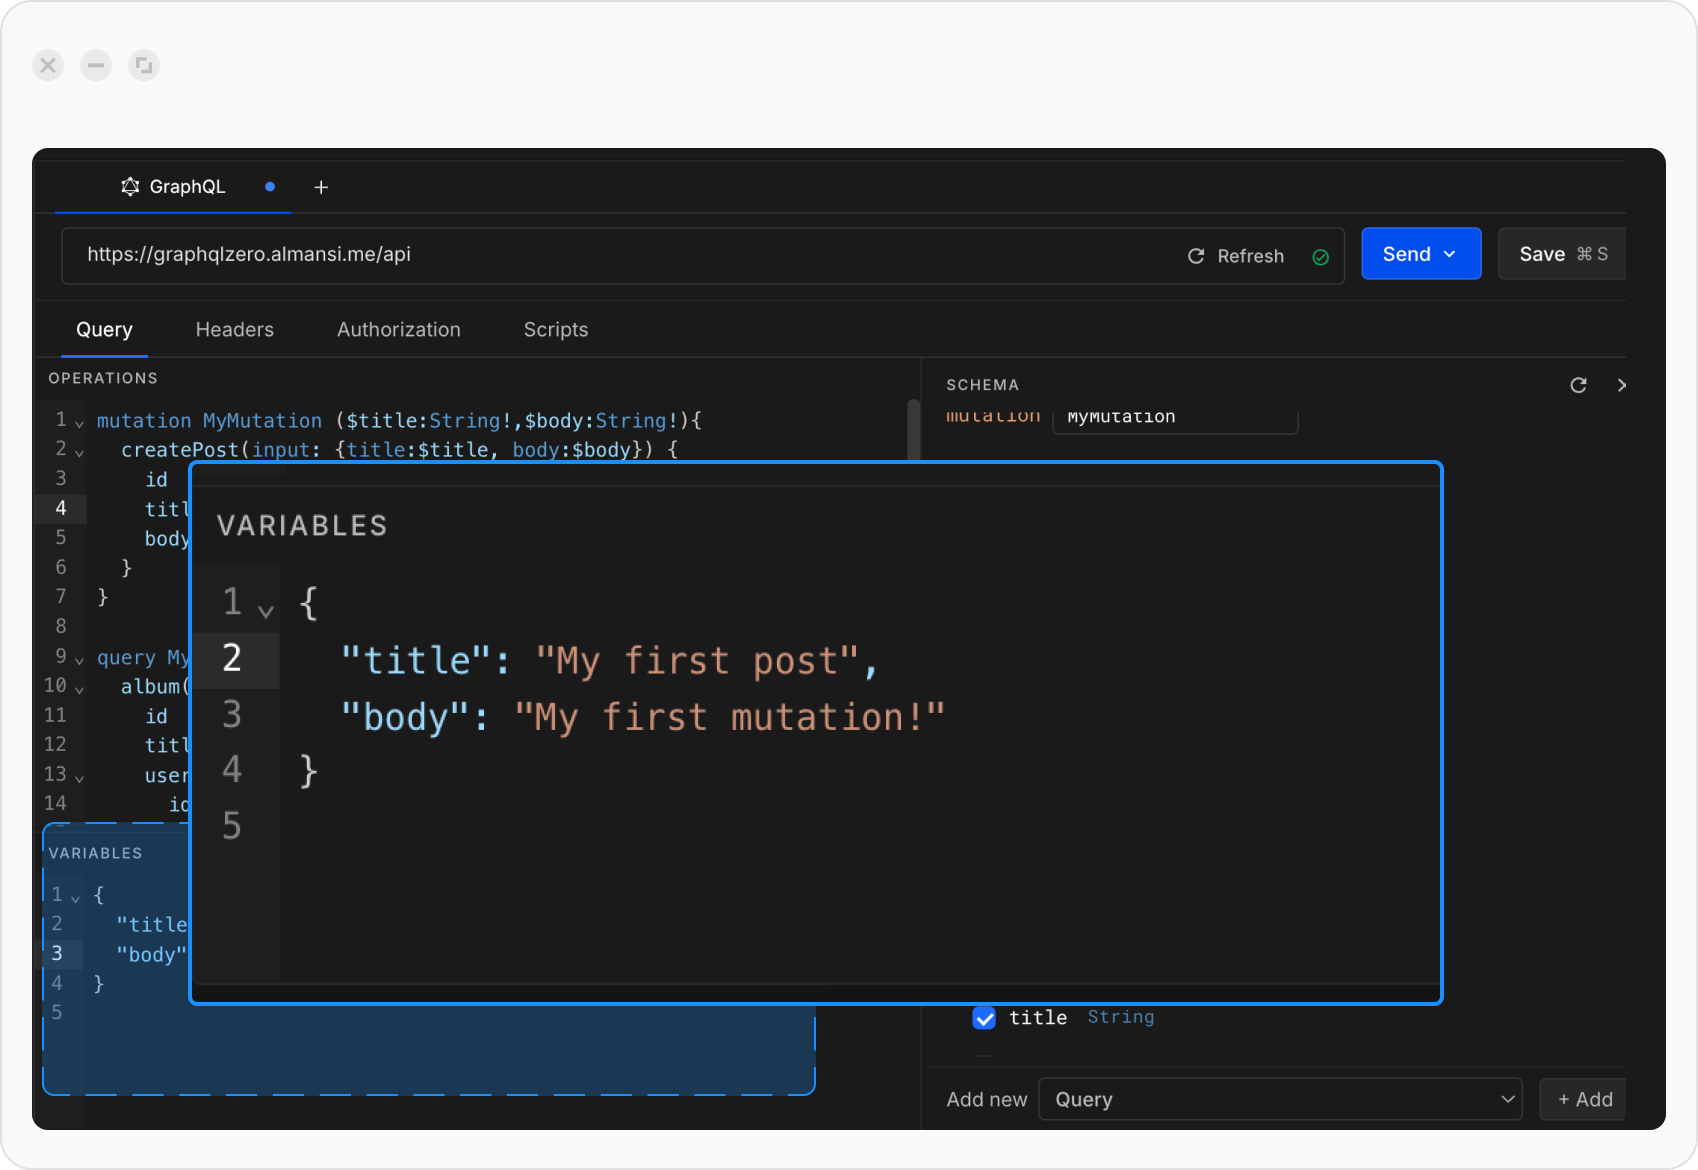 GraphQL
https://graphqlzero.almansi.me/api
Refresh
Send
Save ⌘ S
Query Headers Authorization Scripts
OPERATIONS
1 mutation MyMutation ($title:String!,$body:String!){
2 createPost(input: {title:$title, body:$body}) {
3 id
4 titl
5 body
6 }
7 }
8
9 query My
10 album(
11 id
12 titl
13 user
14 id
VARIABLES
1 {
2 "title
3 "body"
4 }
5
VARIABLES
1 {
2 "title": "My first post",
3 "body": "My first mutation!"
4 }
5
SCHEMA
mutation MyMutation
title String
Add new Query + Add